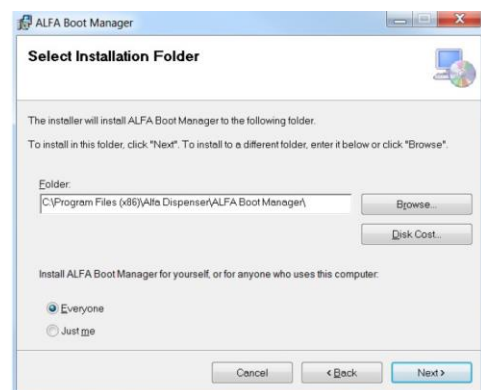 ALFA Boot Manager
Select Installation Folder
The installer will install ALFA Boot Manager to the following folder.
To install in this folder, click "Next". To install to a different folder, enter it below or click "Browse".
Folder:
C:\Program Files (x86)\Alfa Dispenser\ALFA Boot Manager\
Browse...
Disk Cost...
Install ALFA Boot Manager for yourself, or for anyone who uses this computer:
Everyone
Just me
Cancel < Back Next >